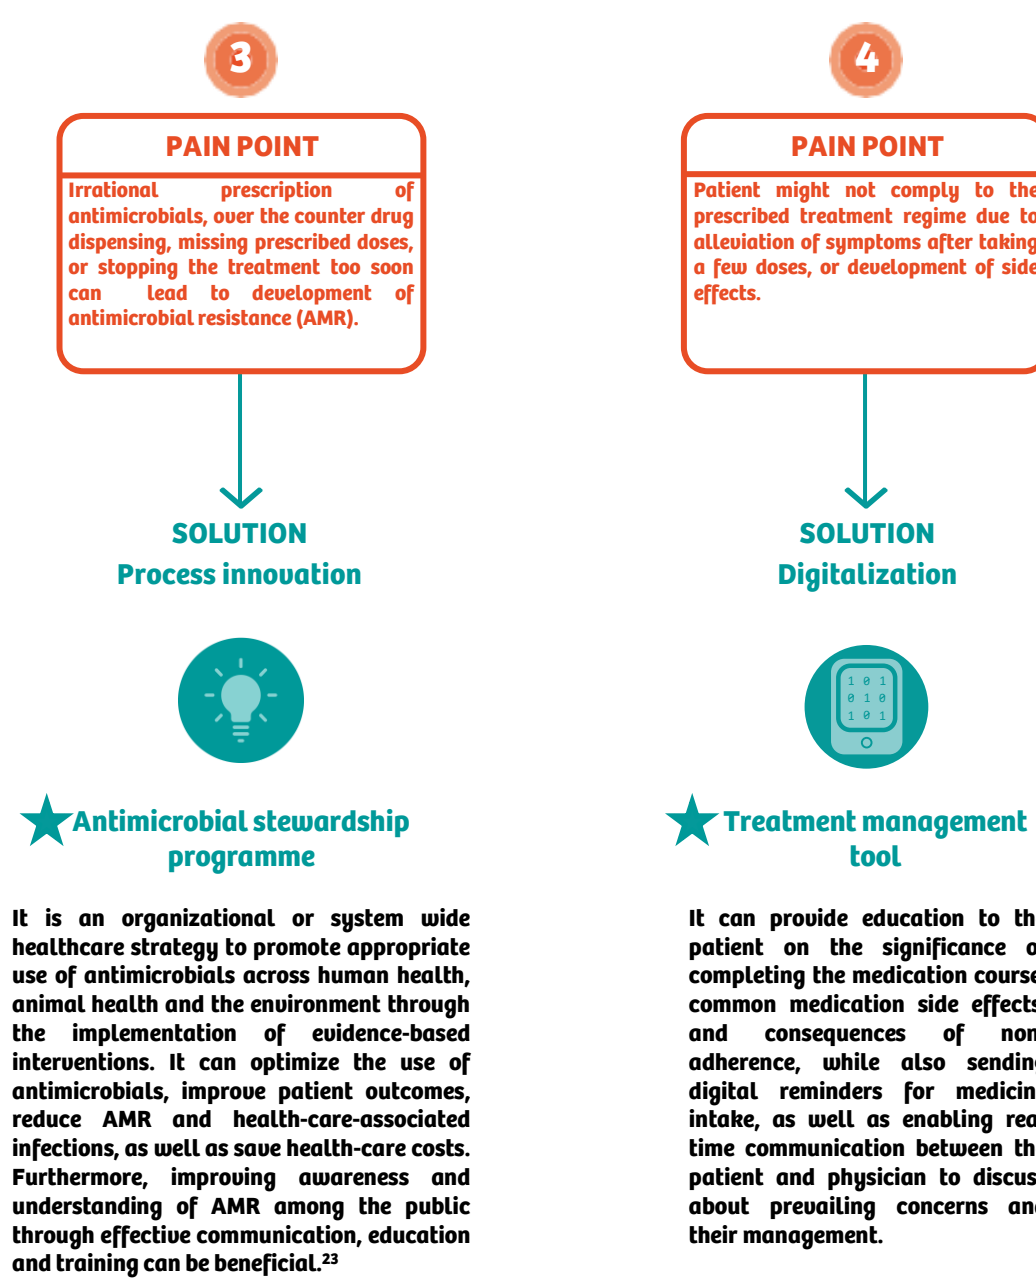 3
PAIN POINT
Irrational prescription of
antimicrobials, over the counter drug
dispensing, missing prescribed doses,
or stopping the treatment too soon
can lead to development of
antimicrobial resistance (AMR).
SOLUTION
Process innovation
Antimicrobial stewardship
programme
It is an organizational or system wide
healthcare strategy to promote appropriate
use of antimicrobials across human health,
animal health and the environment through
the implementation of evidence-based
interventions. It can optimize the use of
antimicrobials, improve patient outcomes,
reduce AMR and health-care-associated
infections, as well as save health-care costs.
Furthermore, improving awareness and
understanding of AMR among the public
through effective communication, education
and training can be beneficial.²³
4
PAIN POINT
Patient might not comply to the
prescribed treatment regime due to
alleviation of symptoms after taking
a few doses, or development of side
effects.
SOLUTION
Digitalization
1 0 1
0 1 0
1 0 1
Treatment management
tool
It can provide education to
patient on the significance
completing the medication course
common medication side effects
and consequences of non
adherence, while also
digital reminders for
intake, as well as enabling
time communication between
patient and physician to
about prevailing concerns
their management.